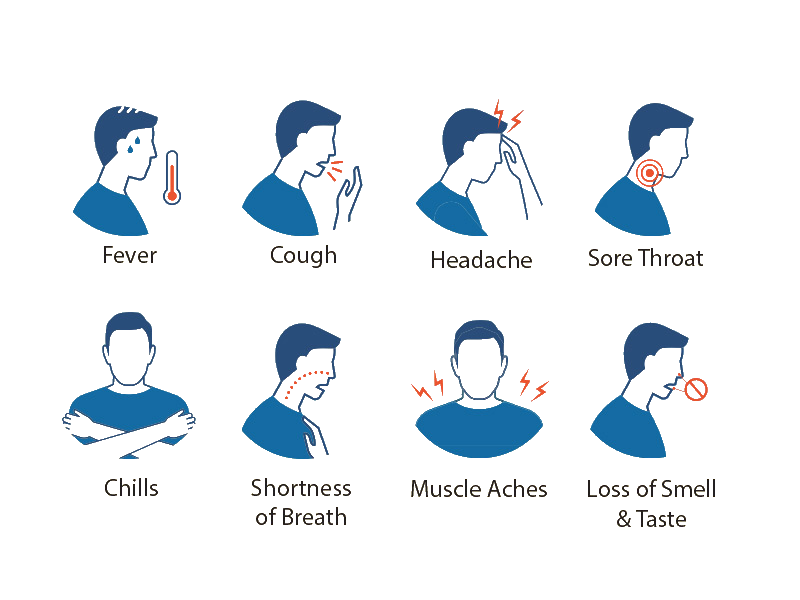 Fever
Cough
Headache
Sore Throat
Chills
Shortness
of Breath
Muscle Aches
Loss of Smell
& Taste